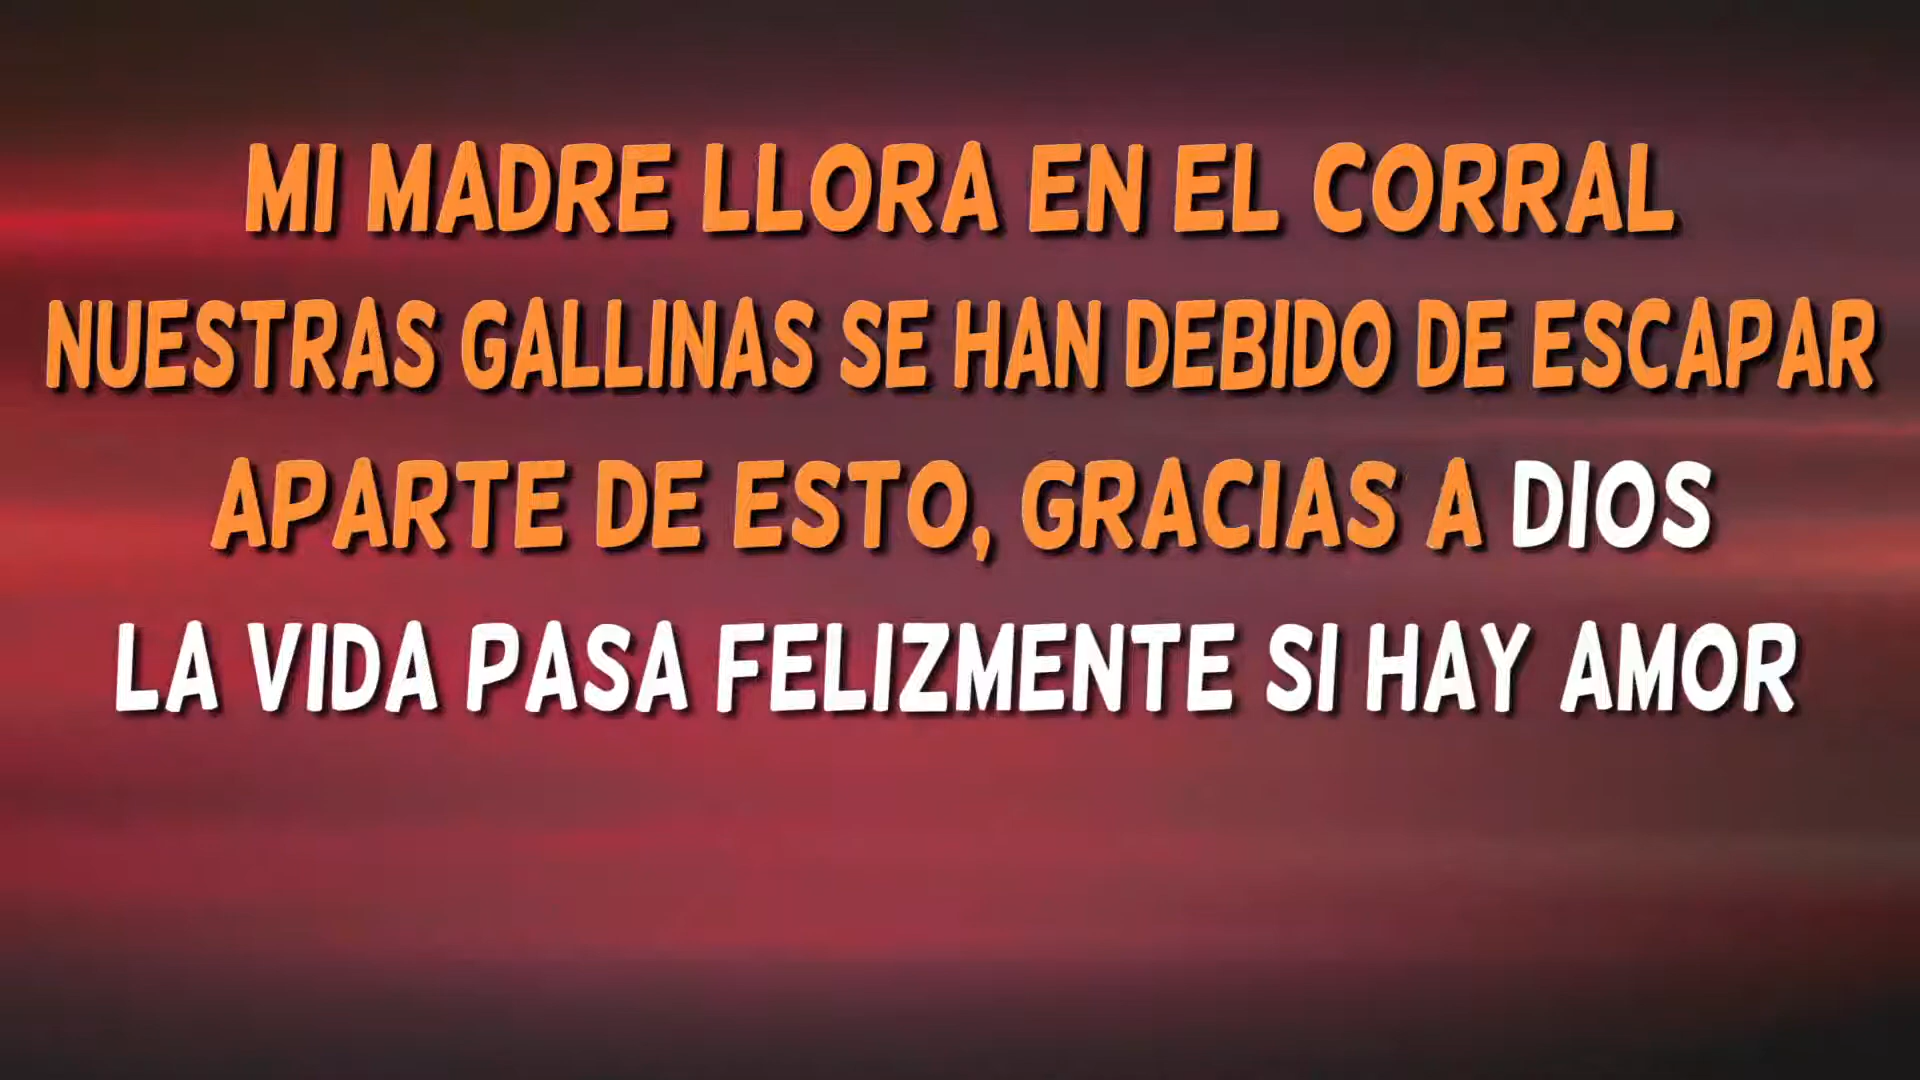 MI MADRE LLORA EN EL CORRAL
NUESTRAS GALLINAS SE HAN DEBIDO DE ESCAPAR
APARTE DE ESTO, GRACIAS A DIOS
LA VIDA PASA FELIZMENTE SI HAY AMOR